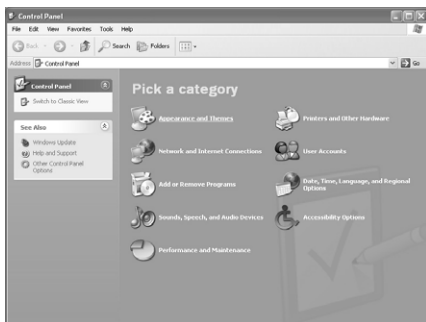 Control Panel
File Edit View Favorites Tools Help
Back Search Folders
Address Control Panel Go
Control Panel
Switch to Classic View
See Also
Windows Update
Help and Support
Other Control Panel
Options
Pick a category
Appearance and Themes
Printers and Other Hardware
Network and Internet Connections
User Accounts
Add or Remove Programs
Date, Time, Language, and Regional
Options
Sounds, Speech, and Audio Devices
Accessibility Options
Performance and Maintenance